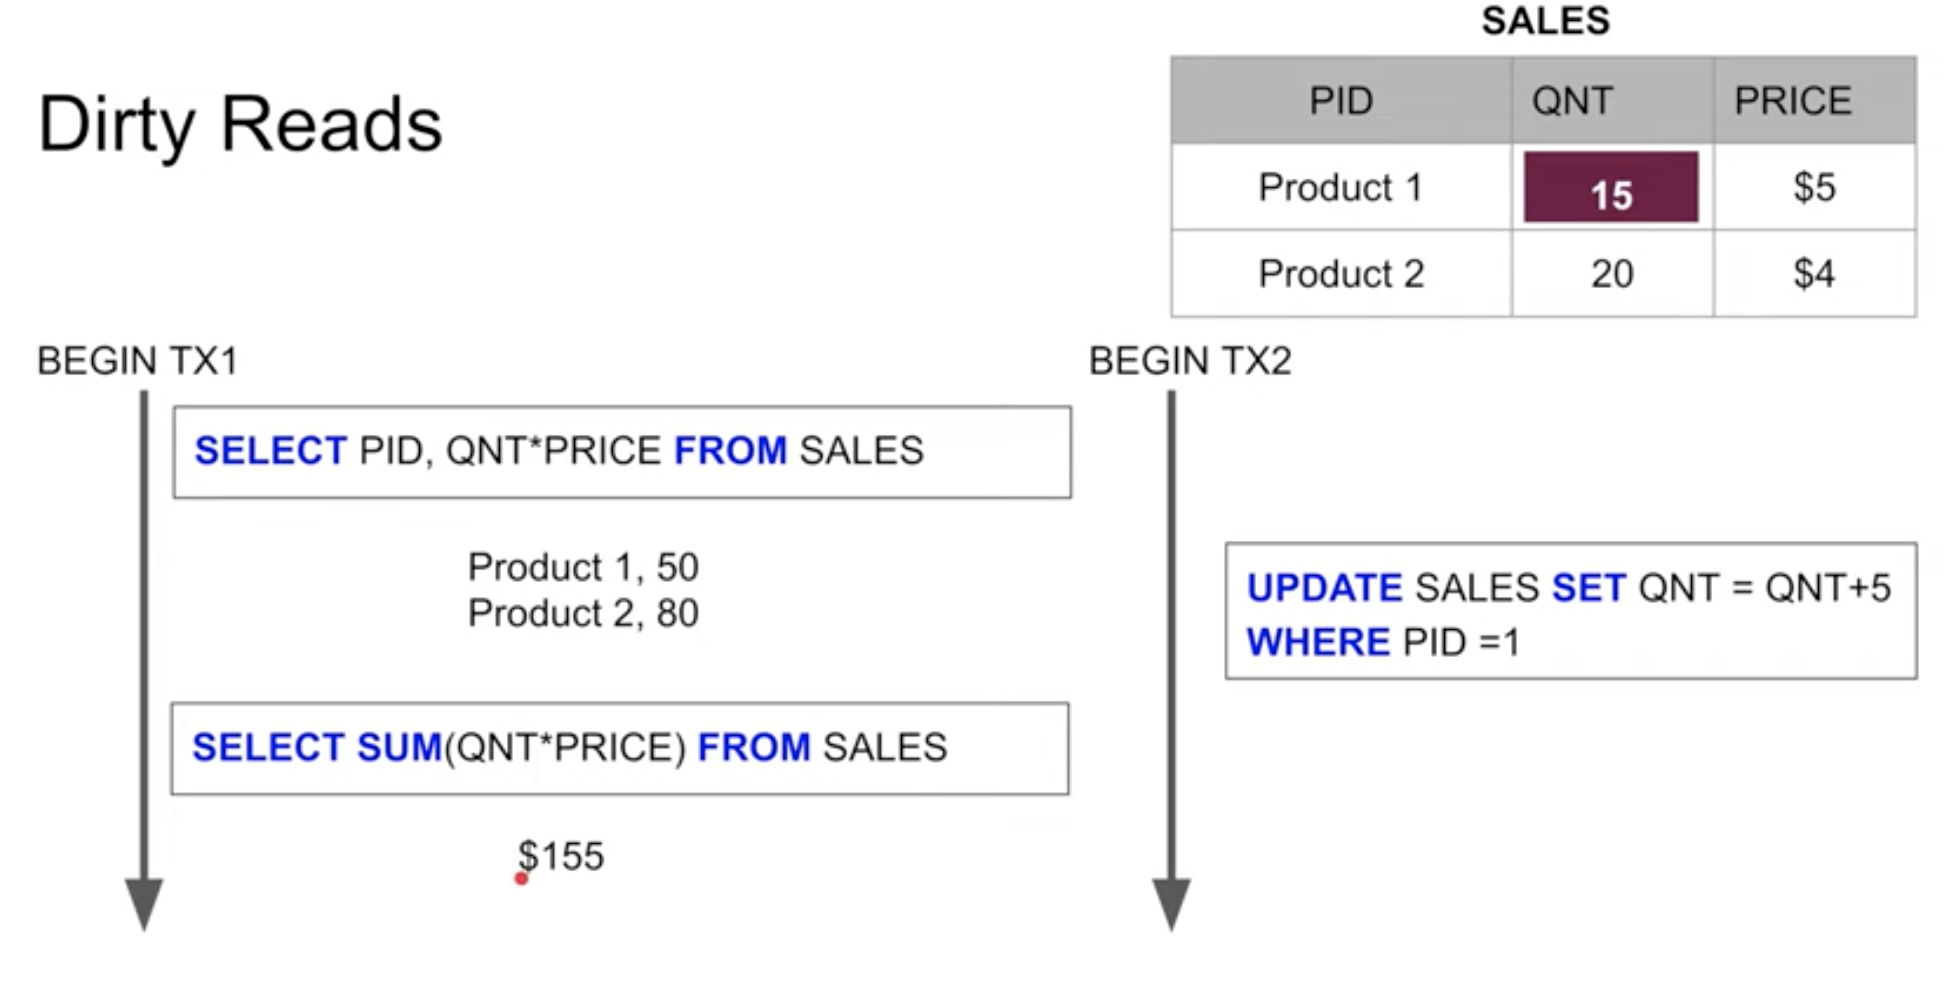 SALES
Dirty Reads
PID QNT PRICE
Product 1 15 $5
Product 2 20 $4
BEGIN TX1
BEGIN TX2
SELECT PID, QNT*PRICE FROM SALES
Product 1, 50
Product 2, 80
UPDATE SALES SET QNT = QNT+5
WHERE PID =1
SELECT SUM(QNT*PRICE) FROM SALES
$155